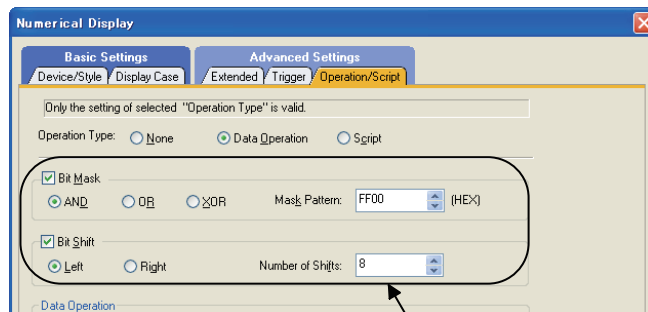 Numerical Display
Basic Settings Advanced Settings
Device/Style Display Case Extended Trigger Operation/Script
Only the setting of selected "Operation Type" is valid.
Operation Type: None Data Operation Script
Bit Mask
AND OR XOR Mask Pattern: FF00 (HEX)
Bit Shift
Left Right Number of Shifts: 8
Data Operation